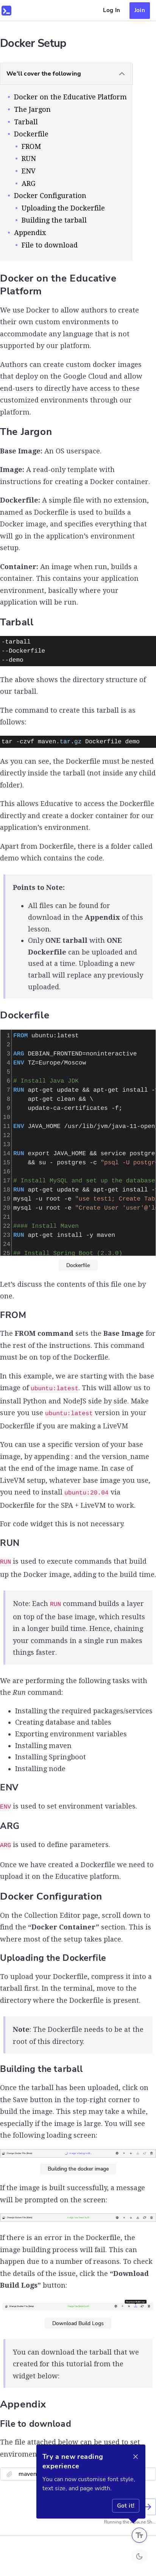 Log In
Join
Docker Setup
We'll cover the following
Docker on the Educative Platform
The Jargon
Tarball
Dockerfile
FROM
RUN
ENV
ARG
Docker Configuration
Uploading the Dockerfile
Building the tarball
Appendix
File to download
Docker on the Educative
Platform
We use Docker to allow authors to create
their own custom environments to
accommodate any language that is not
supported by our platform.
Authors can create custom docker images
that deploy on the Google Cloud and allow
end-users to directly have access to these
customized environments through our
platform.
The Jargon
Base Image: An OS userspace.
Image: A read-only template with
instructions for creating a Docker container.
Dockerfile: A simple file with no extension,
named as Dockerfile is used to builds a
Docker image, and specifies everything that
will go in the application's environment
setup.
Container: An image when run, builds a
container. This contains your application
environment, basically where your
application will be run.
Tarball
-tarball
--Dockerfile
--demo
The above shows the general directory structure of
our tarball.
The command to create this tarball is as
follows:
tar -czvf maven.tar.gz Dockerfile demo
As you can see, the Dockerfile must be nested
directly inside the tarball (not inside any child
folder).
This allows Educative to access the Dockerfile
directly and create a docker container for our
application's environment.
Apart from Dockerfile, there is a folder called
demo which contains the code.
Points to Note:
All files can be found for
download in the Appendix of this
lesson.
Only ONE tarball with ONE
Dockerfile can be uploaded and
used at a time. Uploading a new
tarball will replace any previously
uploaded.
Dockerfile
1 FROM ubuntu:latest
2
3 ARG DEBIAN_FRONTEND=noninteractive
4 ENV TZ=Europe/Moscow
5
6 # Install Java JDK
7 RUN apt-get update && apt-get install -
8 apt-get clean && \
9 update-ca-certificates -f;
10
11 ENV JAVA_HOME /usr/lib/jvm/java-11-open
12
13
14 RUN export JAVA_HOME && service postgre
15 && su - postgres -c "psql -U postgr
16
17 # Install MySQL and set up the database
18 RUN apt-get update && apt-get install -
19 mysql -u root -e "use test1; Create Tab
20 mysql -u root -e "Create User 'user'@'l
21
22 #### Install Maven
23 RUN apt-get install -y maven
24
25 ## Install Spring Boot (2.3.0)
Dockerfile
Let's discuss the contents of this file one by
one.
FROM
The FROM command sets the Base Image for
the rest of the instructions. This command
must be on top of the Dockerfile.
In this example, we are starting with the base
image of ubuntu:latest. This will allow us to
install Python and NodeJS side by side. Make
sure you use ubuntu:latest version in your
Dockerfile if you are making a LiveVM
You can use a specific version of your base
image, by appending : and the version_name
at the end of the image name. In case of
LiveVM setup, whatever base image you use,
you need to install ubuntu:20.04 via
Dockerfile for the SPA + LiveVM to work.
For code widget this is not necessary.
RUN
RUN is used to execute commands that build
up the Docker image, adding to the build time.
Note: Each RUN command builds a layer
on top of the base image, which results
in a longer build time. Hence, chaining
your commands in a single run makes
things faster.
We are performing the following tasks with
the Run command:
Installing the required packages/services
Creating database and tables
Exporting environment variables
Installing maven
Installing Springboot
Installing node
ENV
ENV is used to set environment variables.
ARG
ARG is used to define parameters.
Once we have created a Dockerfile we need to
upload it on the Educative platform.
Docker Configuration
On the Collection Editor page, scroll down to
find the "Docker Container" section. This is
where most of the setup takes place.
Uploading the Dockerfile
To upload your Dockerfile, compress it into a
tarball first. In the terminal, move to the
directory where the Dockerfile is present.
Note: The Dockerfile needs to be at the
root of this directory.
Building the tarball
Once the tarball has been uploaded, click on
the Save button in the top-right corner to
build the image. This step may take a while,
especially if the image is large. You will see
the following loading screen:
Building the docker image
If the image is built successfully, a message
will be prompted on the screen:
If there is an error in the Dockerfile, the
image building process will fail. This can
happen due to a number of reasons. To check
the details of the issue, click the "Download
Build Logs" button:
Download Build Logs
You can download the tarball that we
created for this tutorial from the
widget below:
Appendix
File to download
The file attached below can be used to set
Try a new reading
experience
You can now customise font style,
text size, and page width.
Got it!